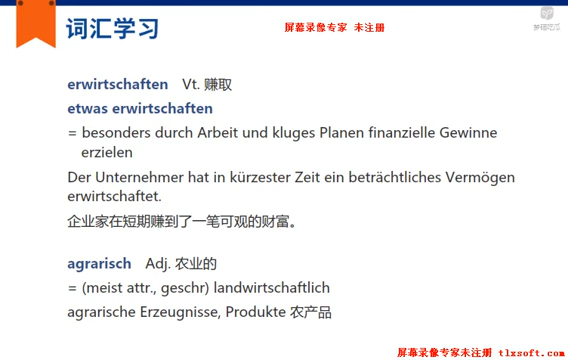 词汇学习
屏幕录像专家 未注册
erwirtschaften Vt. 赚取
etwas erwirtschaften
= besonders durch Arbeit und kluges Planen finanzielle Gewinne
erzielen
Der Unternehmer hat in kürzester Zeit ein beträchtliches Vermögen
erwirtschaftet.
企业家在短期赚到了一笔可观的财富。
agrarisch Adj. 农业的
= (meist attr., geschr) landwirtschaftlich
agrarische Erzeugnisse, Produkte 农产品
屏幕录像专家未注册 tlxsoft.com